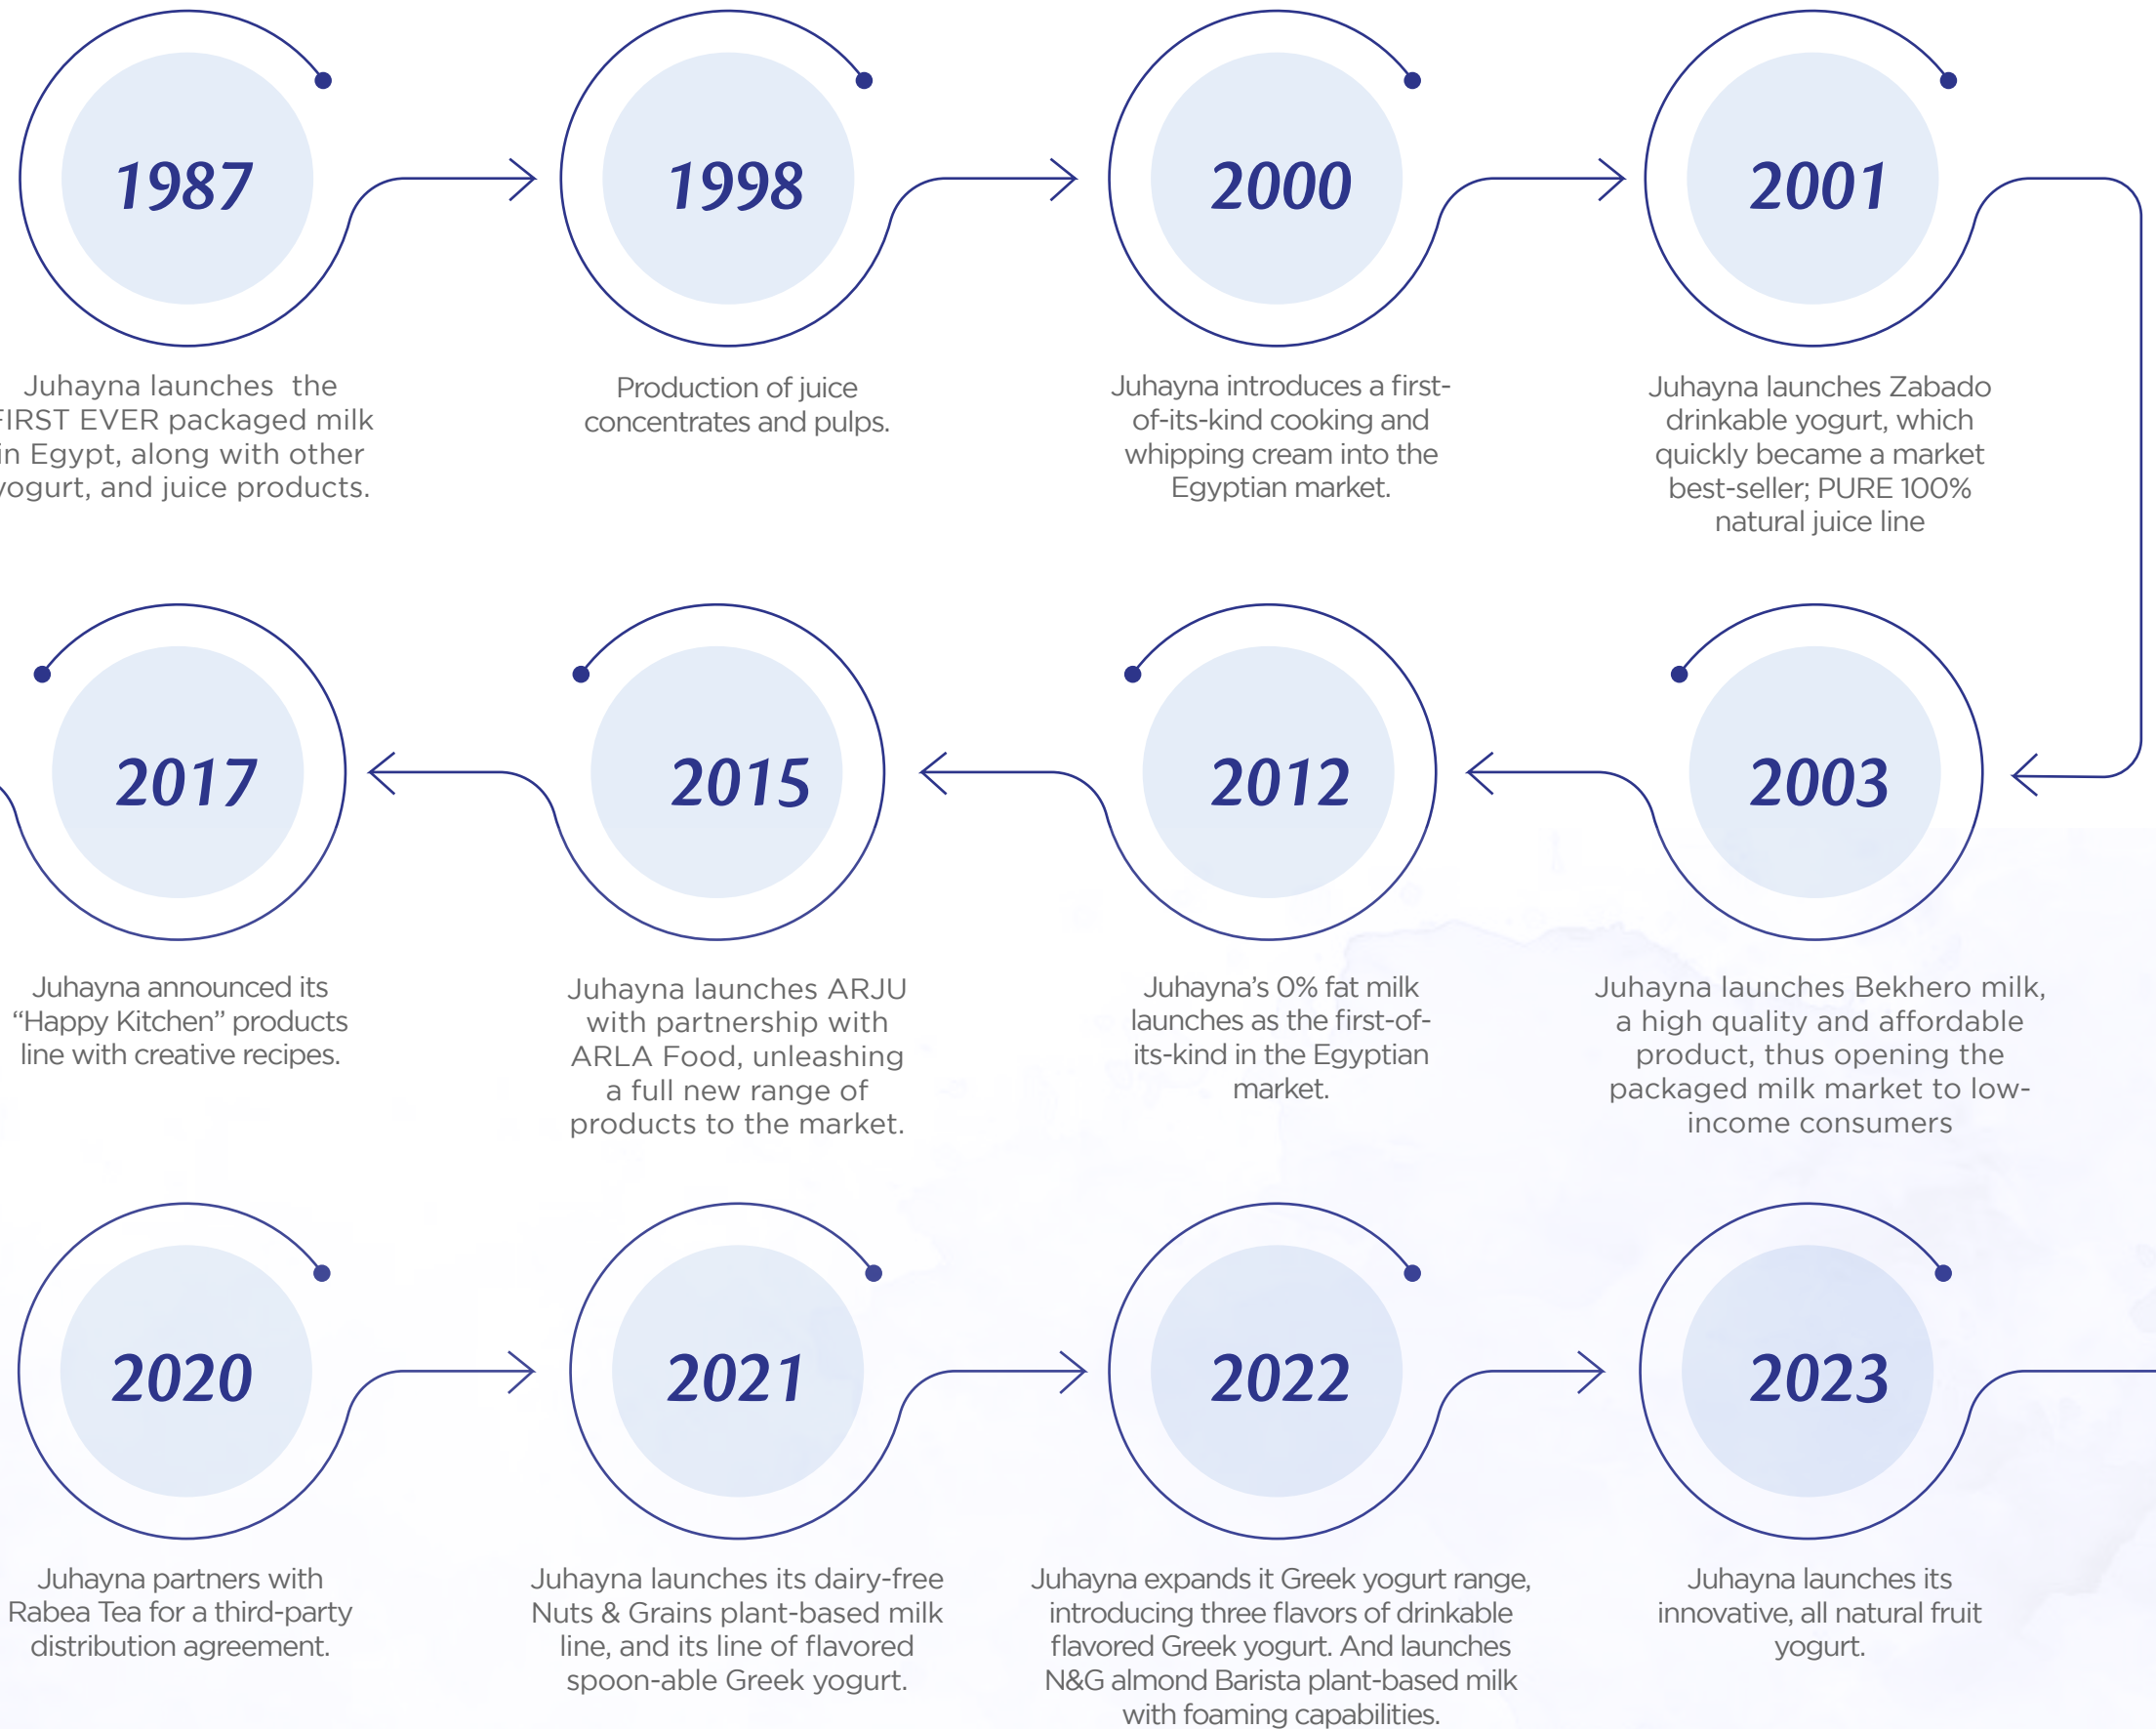 1987
Juhayna launches the
FIRST EVER packaged milk
in Egypt, along with other
yogurt, and juice products.
1998
Production of juice
concentrates and pulps.
2000
Juhayna introduces a first-
of-its-kind cooking and
whipping cream into the
Egyptian market.
2001
Juhayna launches Zabado
drinkable yogurt, which
quickly became a market
best-seller; PURE 100%
natural juice line
2003
Juhayna launches Bekhero milk,
a high quality and affordable
product, thus opening the
packaged milk market to low-
income consumers
2012
Juhayna’s 0% fat milk
launches as the first-of-
its-kind in the Egyptian
market.
2015
Juhayna launches ARJU
with partnership with
ARLA Food, unleashing
a full new range of
products to the market.
2017
Juhayna announced its
“Happy Kitchen” products
line with creative recipes.
2020
Juhayna partners with
Rabea Tea for a third-party
distribution agreement.
2021
Juhayna launches its dairy-free
Nuts & Grains plant-based milk
line, and its line of flavored
spoon-able Greek yogurt.
2022
Juhayna expands it Greek yogurt range,
introducing three flavors of drinkable
flavored Greek yogurt. And launches
N&G almond Barista plant-based milk
with foaming capabilities.
2023
Juhayna launches its
innovative, all natural fruit
yogurt.